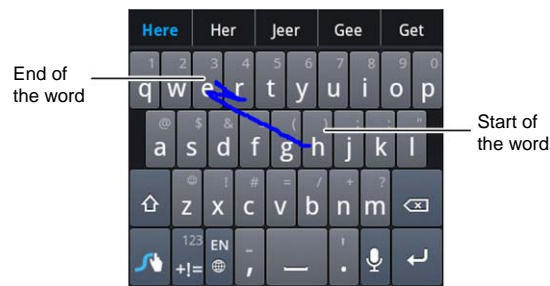 Here Her Jeer Gee Get
1 2 3 4 5 6 7 8 9 0
q w e r t y u i o p
End of
the word
@ $ & ( ) : ; "
a s d f g h j k l
Start of
the word
! # = / + ?
z x c v b n m
123 EN - '
+!= , .